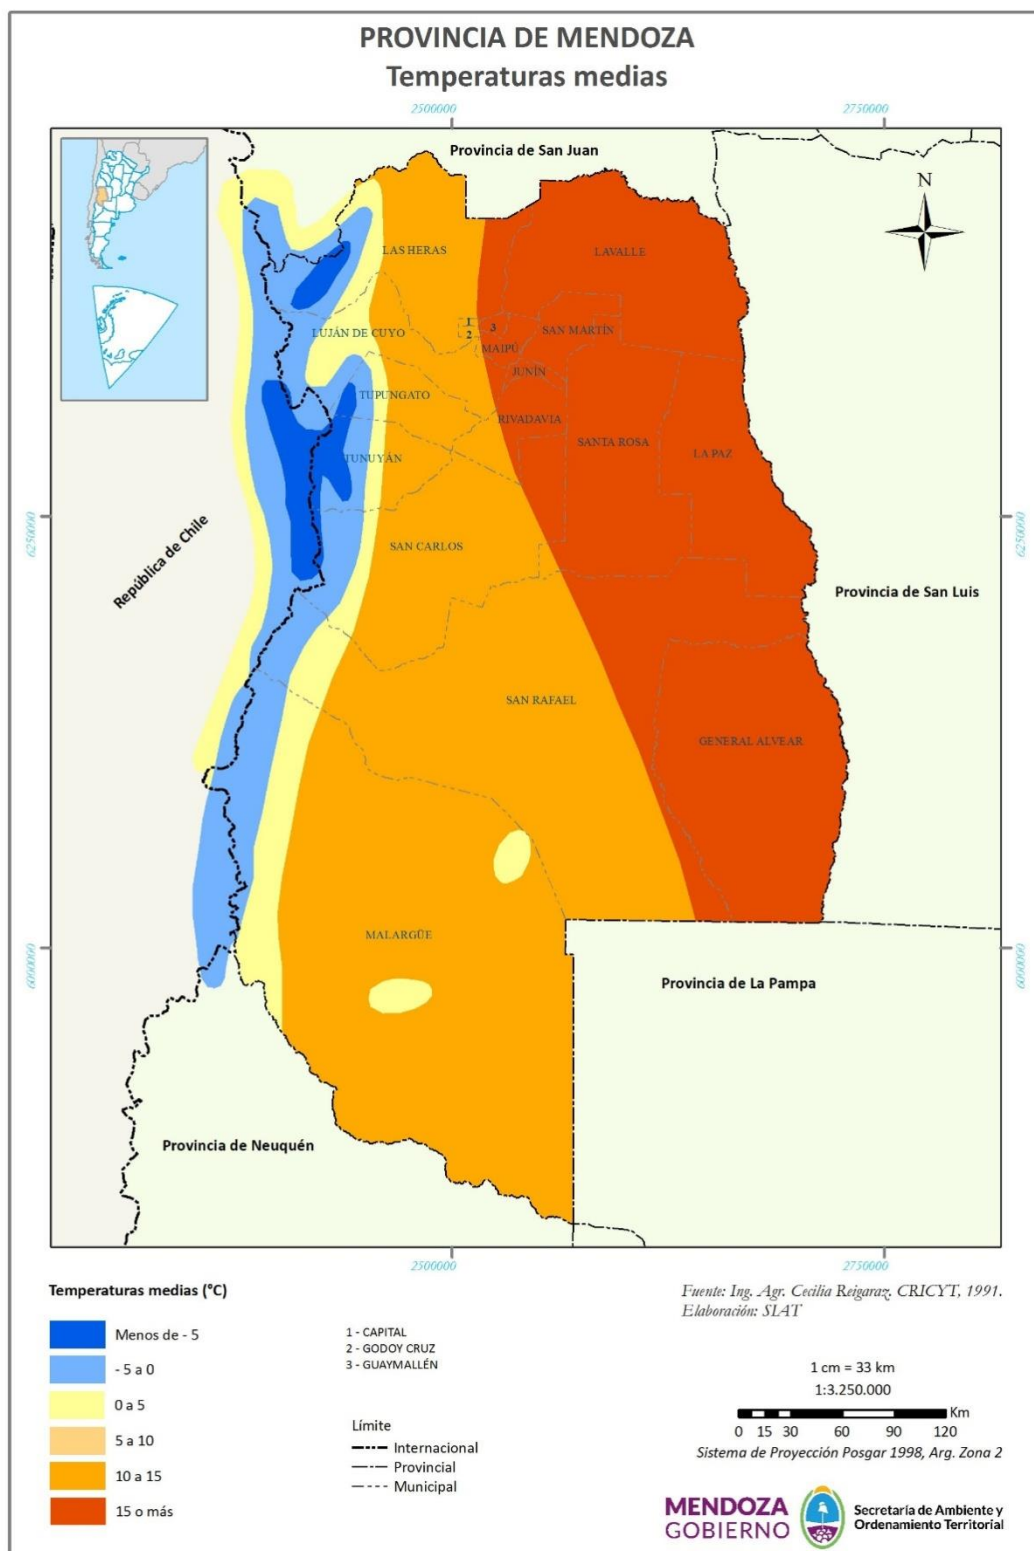 PROVINCIA DE MENDOZA
Temperaturas medias
2500000
2750000
Provincia de San Juan
N
LAS HERAS
LAVALLE
1
2
3
LUJÁN DE CUYO
SAN MARTÍN
MAIPÚ
JUNÍN
TUPUNGATO
RIVADAVIA
SANTA ROSA
LA PAZ
TUNUYÁN
6250000
6250000
SAN CARLOS
República de Chile
Provincia de San Luis
SAN RAFAEL
GENERAL ALVEAR
MALARGÜE
6000000
6000000
Provincia de La Pampa
Provincia de Neuquén
2500000
2750000
Temperaturas medias (°C)
Menos de - 5
- 5 a 0
0 a 5
5 a 10
10 a 15
15 o más
1 - CAPITAL
2 - GODOY CRUZ
3 - GUAYMALLÉN
Límite
Internacional
Provincial
Municipal
Fuente: Ing. Agr. Cecilia Reigaraz. CRICYT, 1991.
Elaboración: SIAT
1 cm = 33 km
1:3.250.000
Km
0 15 30 60 90 120
Sistema de Proyección Posgar 1998, Arg. Zona 2
MENDOZA
GOBIERNO
Secretaría de Ambiente y
Ordenamiento Territorial